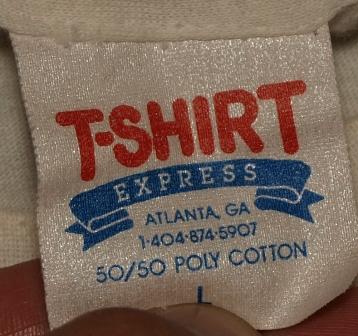 T-SHIRT
EXPRESS
ATLANTA, GA
1-404-874-5907
50/50 POLY COTTON
L